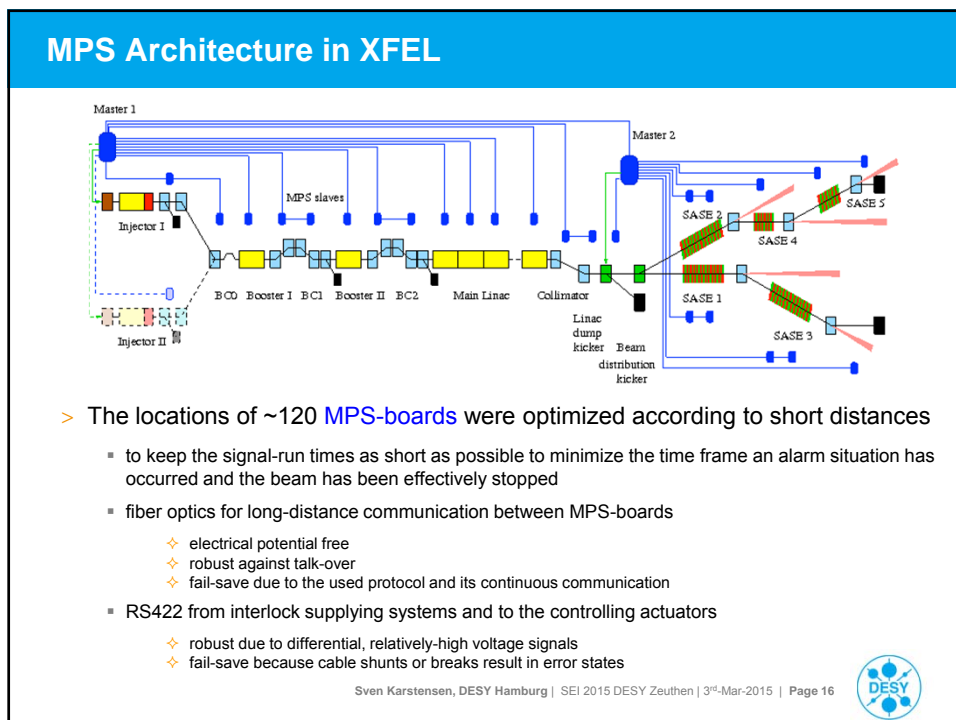 MPS Architecture in XFEL
Master 1
Master 2
MPS slaves
Injector I
SASE 2
SASE 5
SASE 4
BC0 Booster I BC1 Booster II BC2 Main Linac Collimator
SASE 1
Linac
dump
kicker
Beam
distribution
kicker
SASE 3
Injector II
> The locations of ~120 MPS-boards were optimized according to short distances
▪ to keep the signal-run times as short as possible to minimize the time frame an alarm situation has
occurred and the beam has been effectively stopped
▪ fiber optics for long-distance communication between MPS-boards
✧ electrical potential free
✧ robust against talk-over
✧ fail-save due to the used protocol and its continuous communication
▪ RS422 from interlock supplying systems and to the controlling actuators
✧ robust due to differential, relatively-high voltage signals
✧ fail-save because cable shunts or breaks result in error states
Sven Karstensen, DESY Hamburg | SEI 2015 DESY Zeuthen | 3rd-Mar-2015 | Page 16
DESY